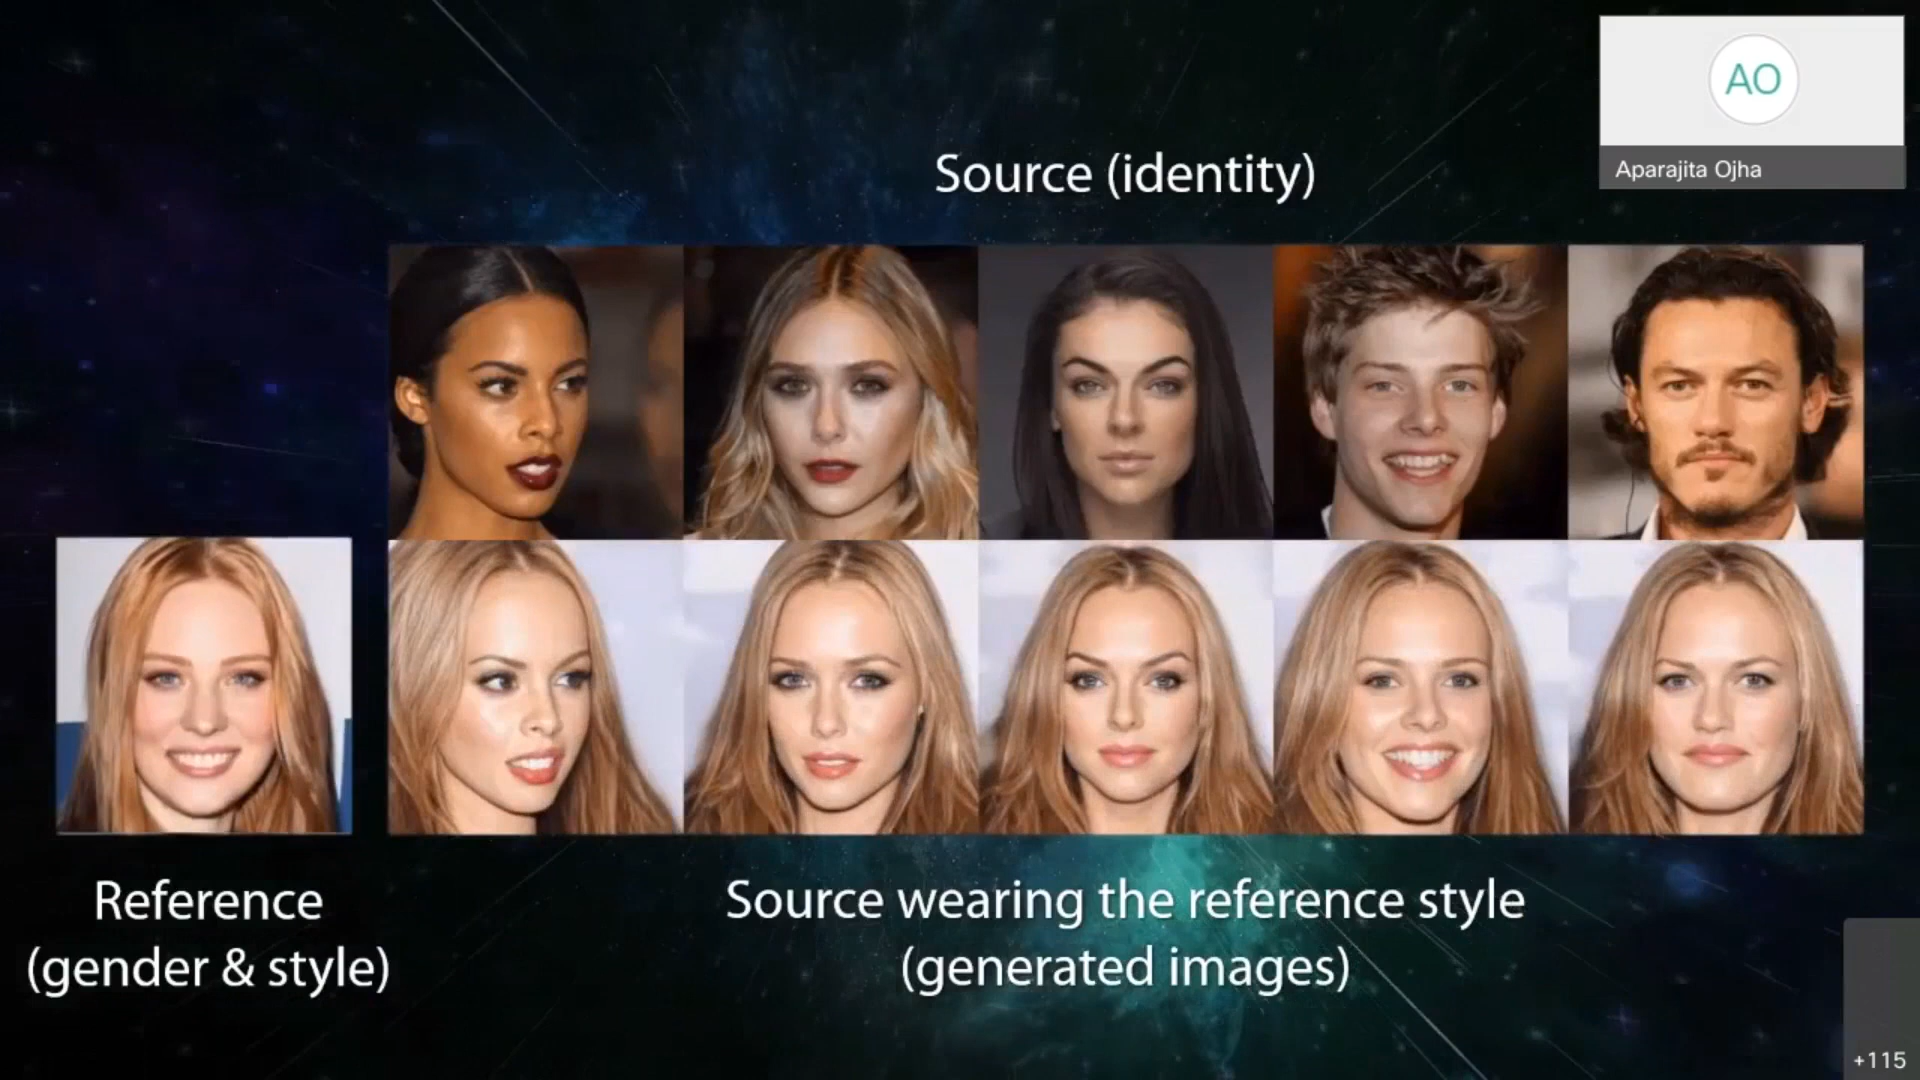 AO
Aparajita Ojha
Source (identity)
Reference
(gender & style)
Source wearing the reference style
(generated images)
+115